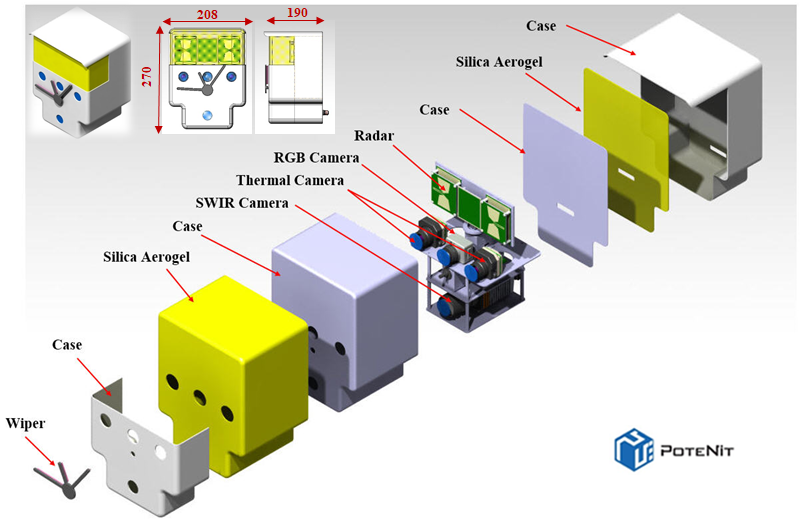 208
190
270
Case
Silica Aerogel
Case
Radar
RGB Camera
Thermal Camera
SWIR Camera
Case
Silica Aerogel
Case
Wiper
POTENIT